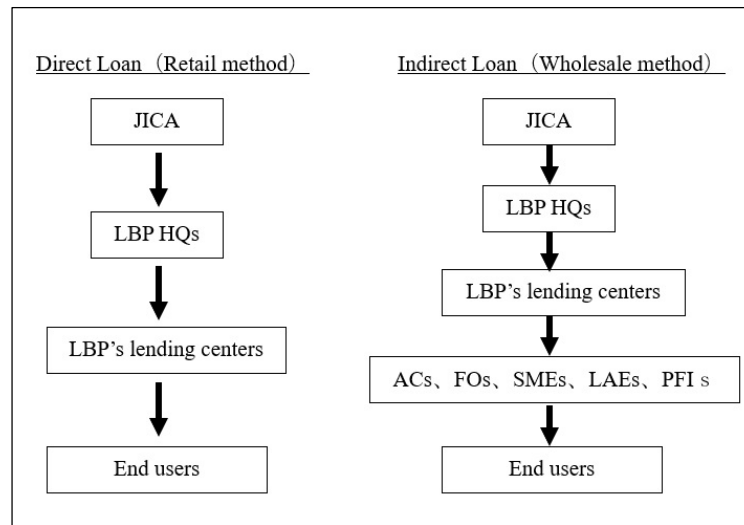 Direct Loan（Retail method）
JICA
LBP HQs
LBP’s lending centers
End users
Indirect Loan（Wholesale method）
JICA
LBP HQs
LBP’s lending centers
ACs、FOs、SMEs、LAEs、PFIｓ
End users